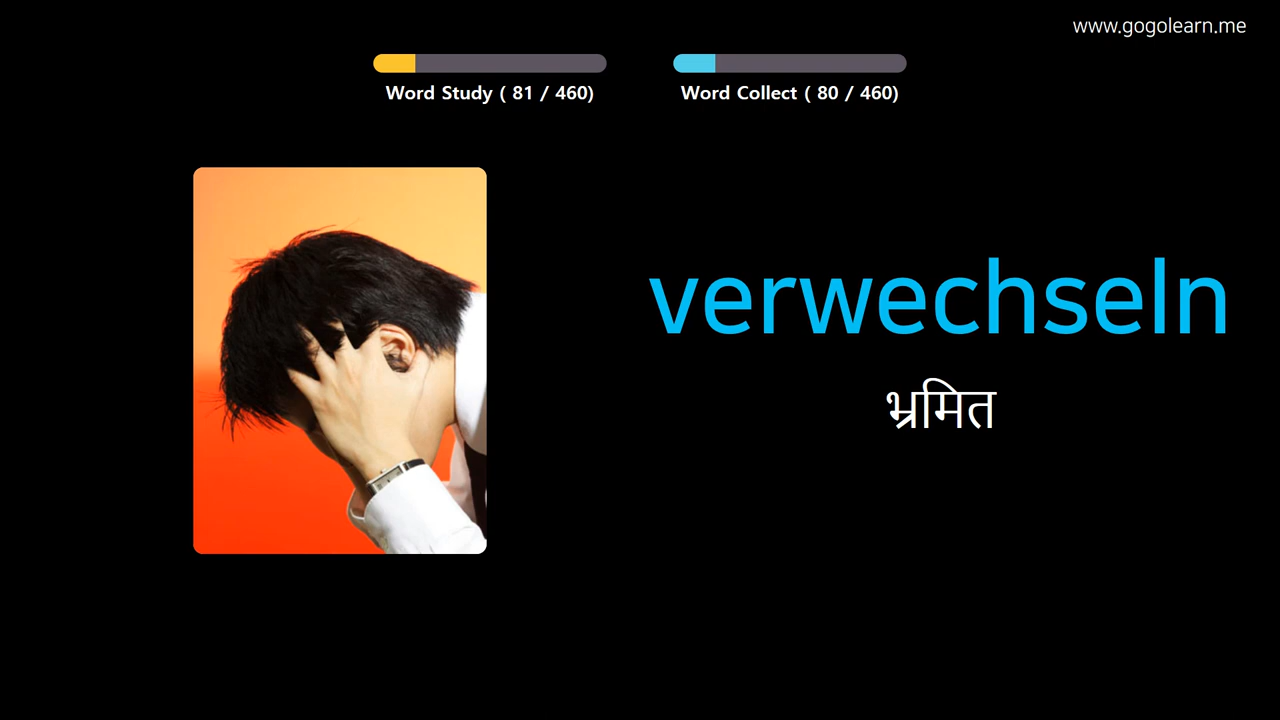 www.gogolearn.me
Word Study ( 81 / 460)
Word Collect ( 80 / 460)
verwechseln
भ्रमित